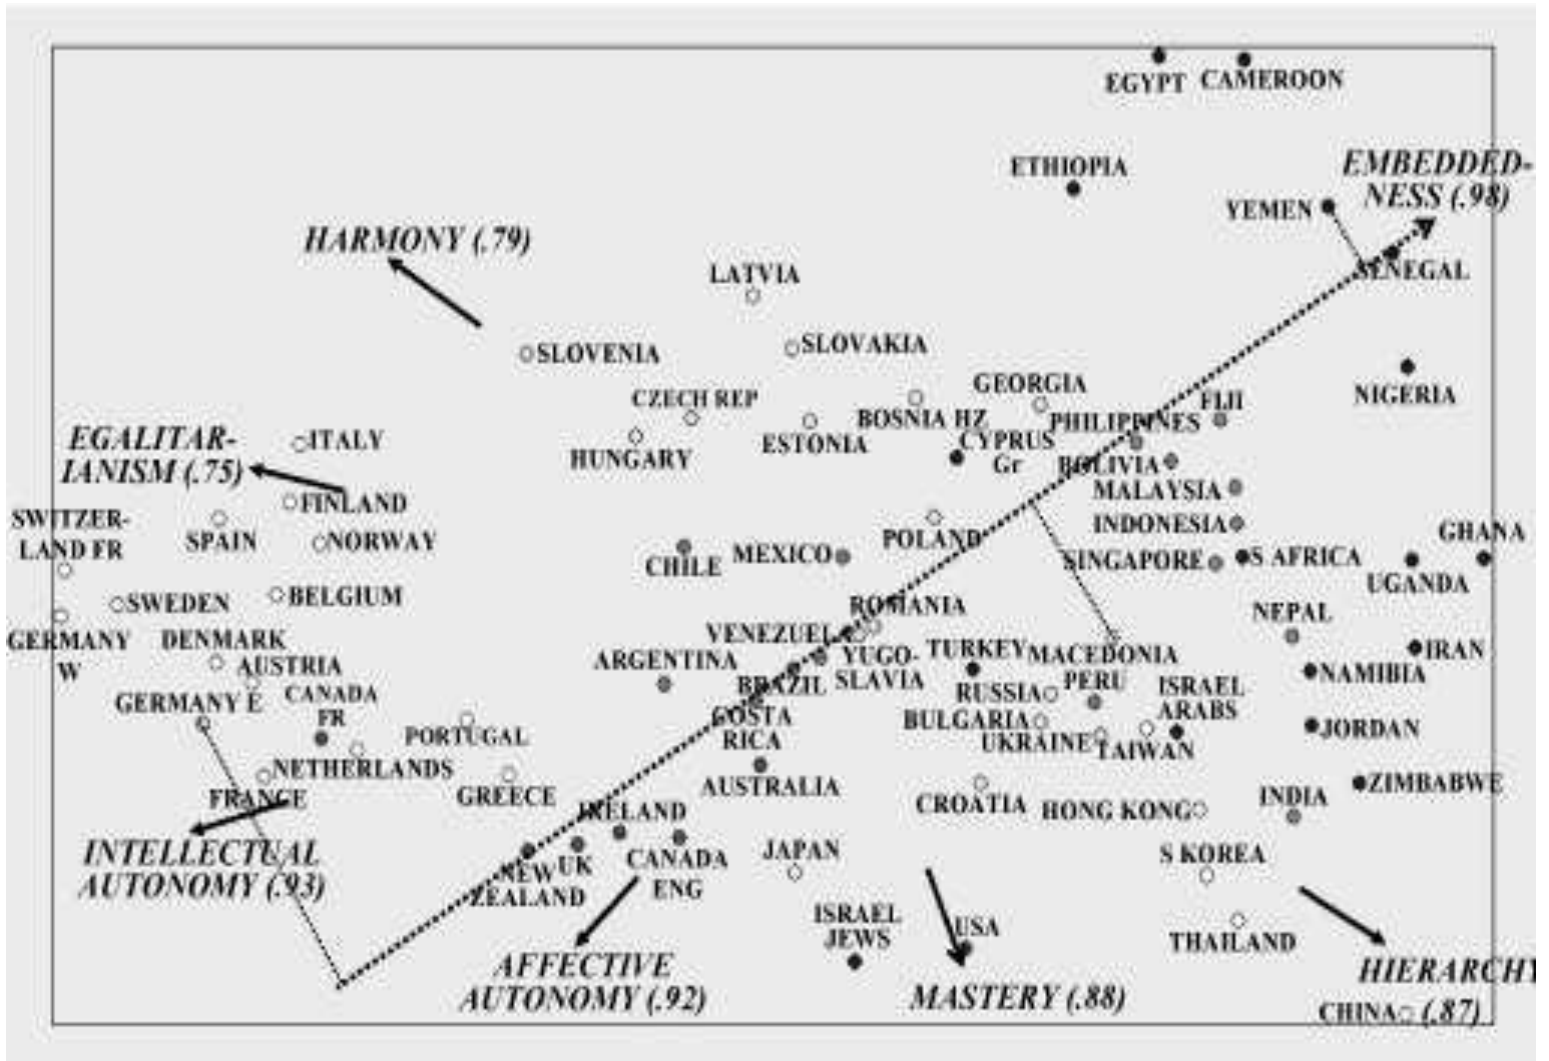 EGYPT
CAMEROON
ETHIOPIA
EMBEDDED-
NESS (.98)
YEMEN
HARMONY (.79)
SENEGAL
LATVIA
SLOVENIA
SLOVAKIA
GEORGIA
NIGERIA
CZECH REP
BOSNIA HZ
PHILIPPINES
FIJI
EGALITAR-
IANISM (.75)
ITALY
HUNGARY
ESTONIA
CYPRUS
Gr
BOLIVIA
MALAYSIA
FINLAND
SWITZER-
LAND FR
SPAIN
NORWAY
CHILE
MEXICO
POLAND
INDONESIA
SINGAPORE
S AFRICA
GHANA
UGANDA
SWEDEN
BELGIUM
ROMANIA
NEPAL
GERMANY
W
DENMARK
AUSTRIA
VENEZUEL
YUGO-
SLAVIA
TURKEY
MACEDONIA
IRAN
ARGENTINA
BRAZIL
RUSSIA
PERU
ISRAEL
ARABS
NAMIBIA
GERMANY E
CANADA
FR
COSTA
RICA
BULGARIA
UKRAINE
TAIWAN
JORDAN
PORTUGAL
NETHERLANDS
FRANCE
GREECE
AUSTRALIA
CROATIA
HONG KONG
INDIA
ZIMBABWE
INTELLECTUAL
AUTONOMY (.93)
IRELAND
UK
NEW
ZEALAND
CANADA
ENG
JAPAN
S KOREA
ISRAEL
JEWS
USA
THAILAND
AFFECTIVE
AUTONOMY (.92)
MASTERY (.88)
HIERARCHY
(.87)
CHINA